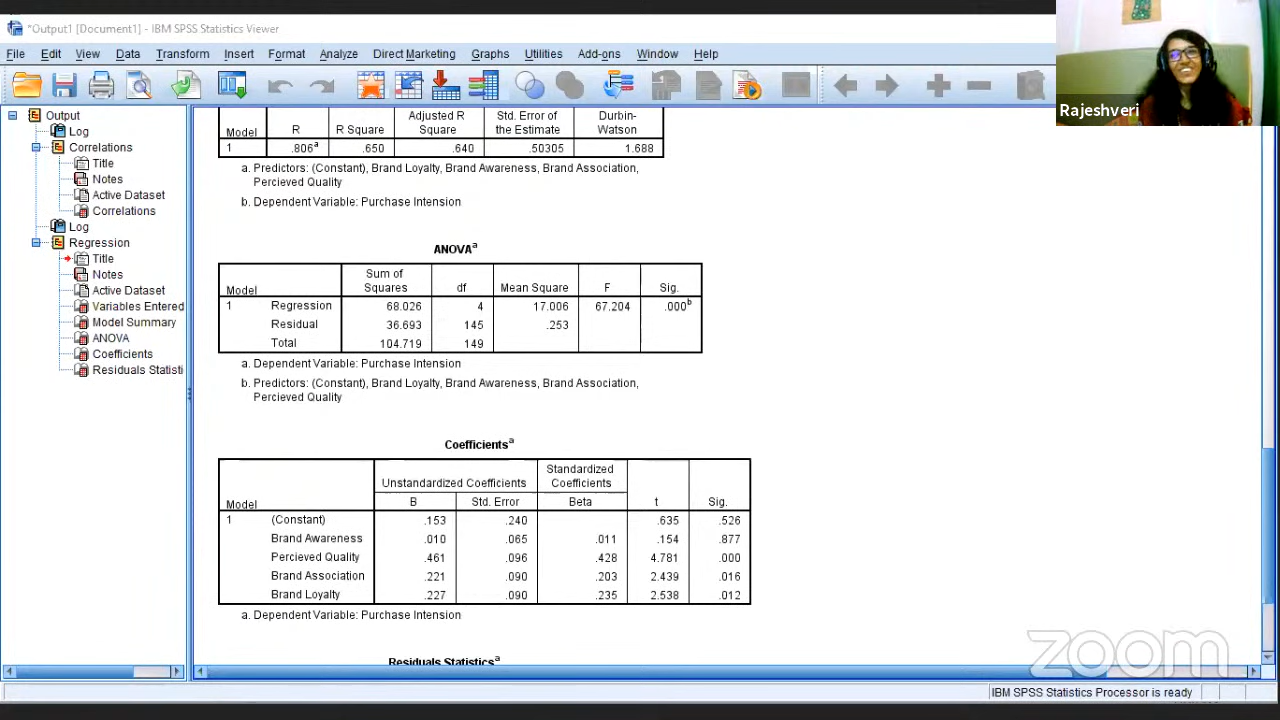 *Output1 [Document1] - IBM SPSS Statistics Viewer
File Edit View Data Transform Insert Format Analyze Direct Marketing Graphs Utilities Add-ons Window Help
Rajeshveri
Output
Log
Correlations
Title
Notes
Active Dataset
Correlations
Log
Regression
Title
Notes
Active Dataset
Variables Entered
Model Summary
ANOVA
Coefficients
Residuals Statisti
Model R R Square Adjusted R Square Std. Error of the Estimate Durbin-Watson
1 .806a .650 .640 .50305 1.688
a. Predictors: (Constant), Brand Loyalty, Brand Awareness, Brand Association,
Percieved Quality
b. Dependent Variable: Purchase Intension
ANOVAa
Model Sum of Squares df Mean Square F Sig.
1 Regression 68.026 4 17.006 67.204 .000b
Residual 36.693 145 .253
Total 104.719 149
a. Dependent Variable: Purchase Intension
b. Predictors: (Constant), Brand Loyalty, Brand Awareness, Brand Association,
Percieved Quality
Coefficientsa
Unstandardized Coefficients Standardized Coefficients
Model B Std. Error Beta t Sig.
1 (Constant) .153 .240 .635 .526
Brand Awareness .010 .065 .011 .154 .877
Percieved Quality .461 .096 .428 4.781 .000
Brand Association .221 .090 .203 2.439 .016
Brand Loyalty .227 .090 .235 2.538 .012
a. Dependent Variable: Purchase Intension
Residuals Statisticsa
zoom
IBM SPSS Statistics Processor is ready